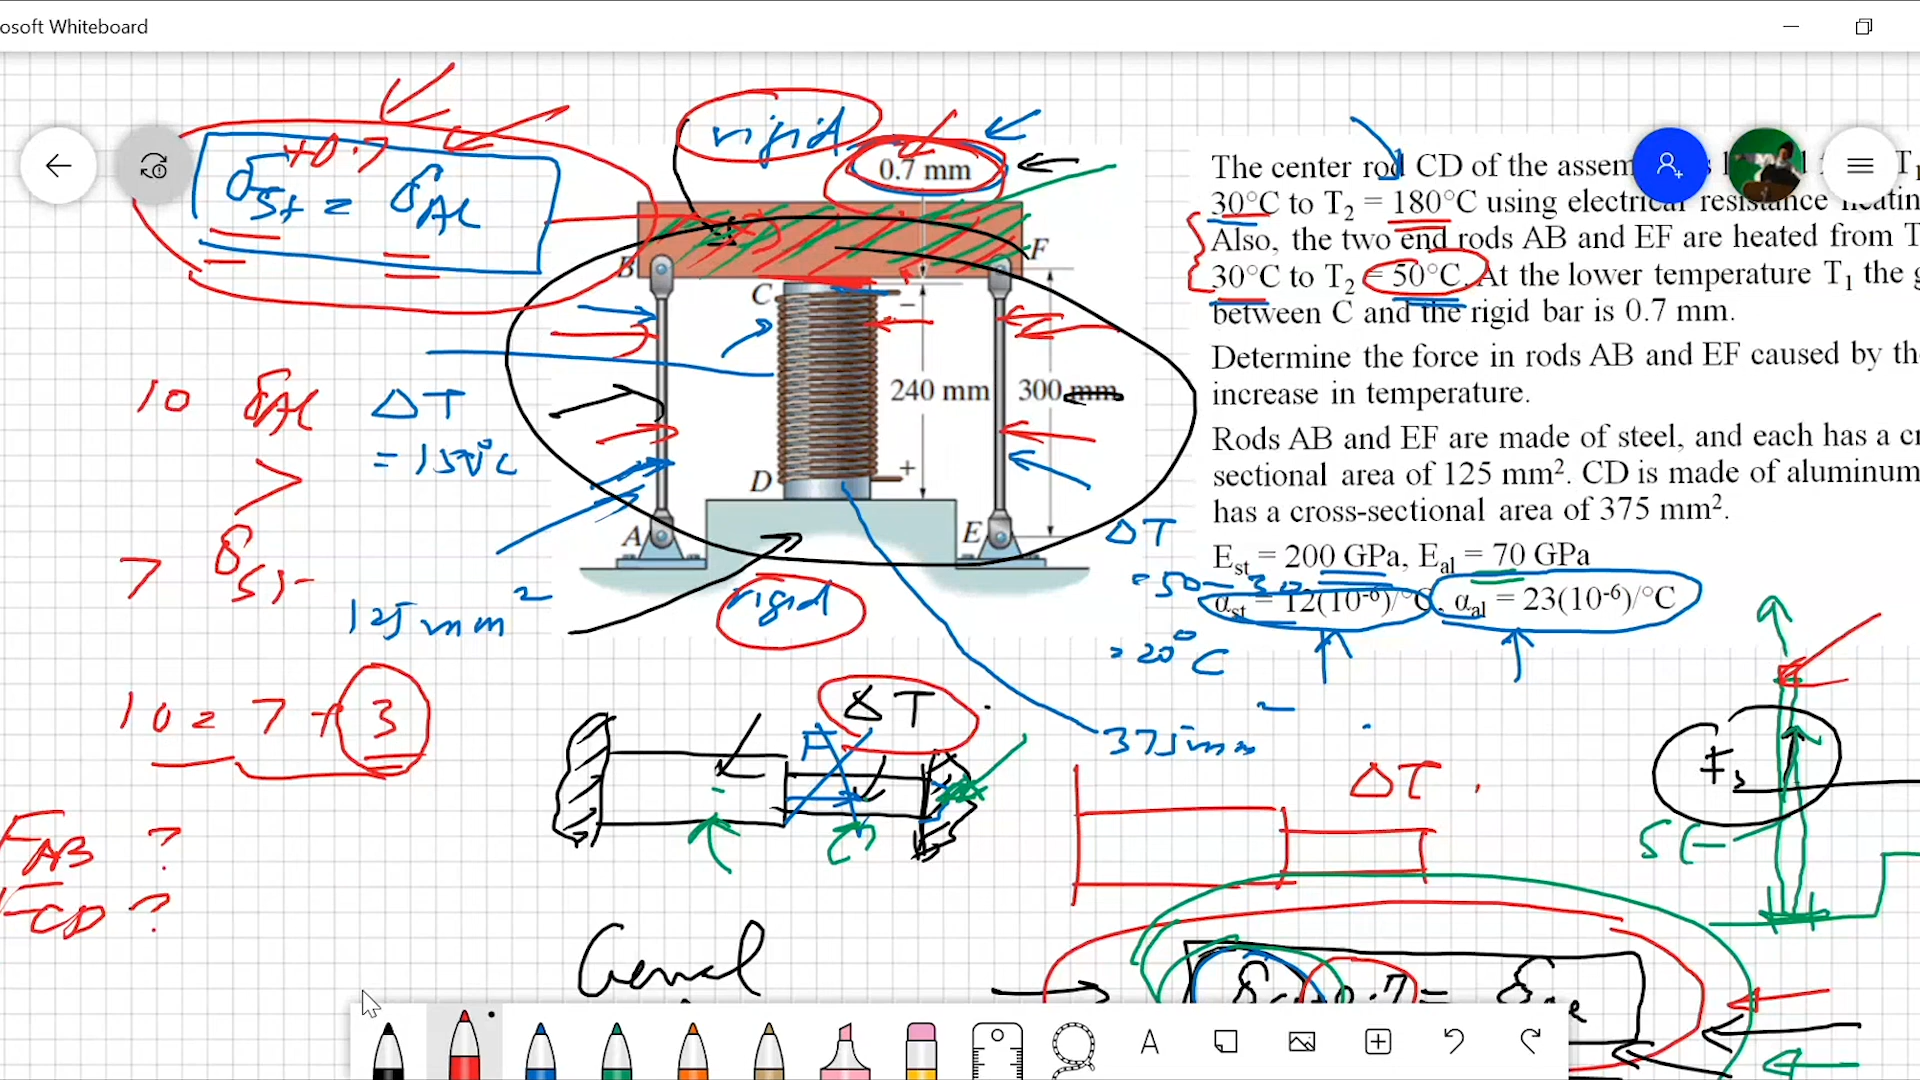 osoft Whiteboard
rigid
0.7 mm
+0.7
δst = δAl
The center rod CD of the assem
30°C to T2 = 180°C using electrical resistance heatin
Also, the two end rods AB and EF are heated from T
30°C to T2 = 50°C. At the lower temperature T1 the g
between C and the rigid bar is 0.7 mm.
Determine the force in rods AB and EF caused by th
increase in temperature.
Rods AB and EF are made of steel, and each has a cr
sectional area of 125 mm². CD is made of aluminum
has a cross-sectional area of 375 mm².
Est = 200 GPa, Eal = 70 GPa
αst = 12(10-6)/°C, αal = 23(10-6)/°C
B
F
C
−
240 mm
300 mm
D
+
A
E
10 δAl
>
7 δst
ΔT
= 150°C
125 mm²
rigid
ΔT
= 50 - 30
= 20°C
375 mm²
10 = 7 + 3
ΔT
ΔT
F
St
FAB ?
FCD ?
δst + 0.7 =
A